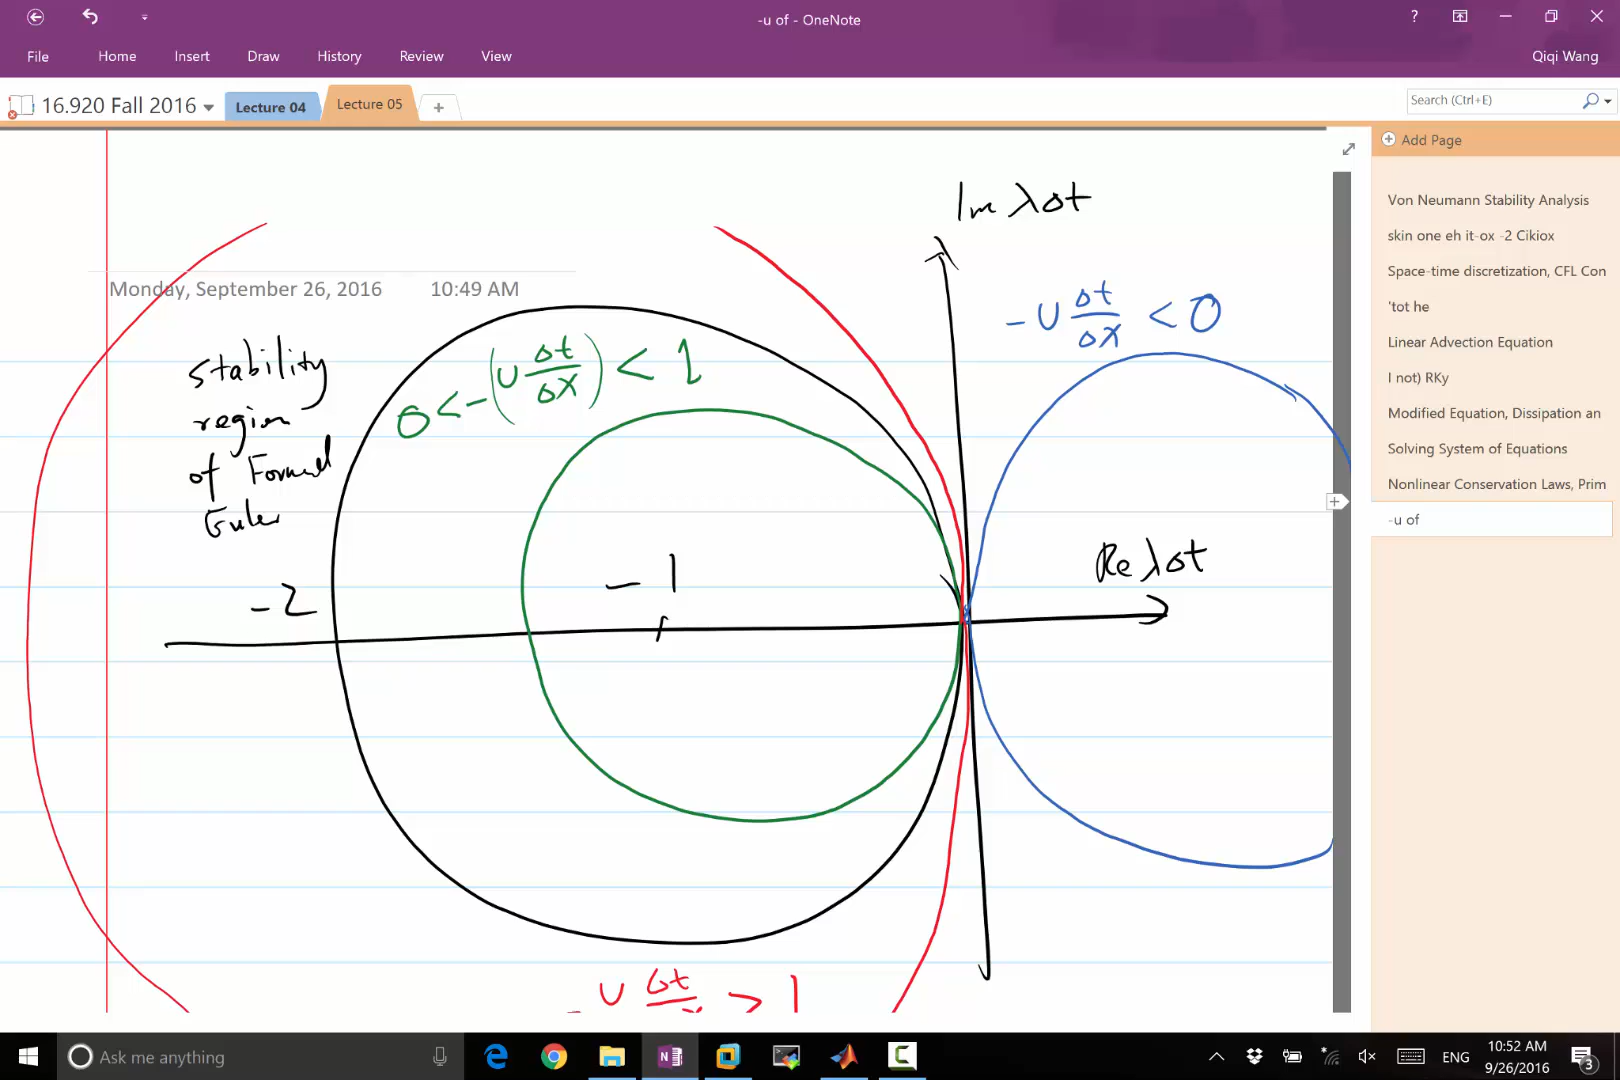 -u of - OneNote
?
File
Home
Insert
Draw
History
Review
View
Qiqi Wang
16.920 Fall 2016
Lecture 04
Lecture 05
+
Search (Ctrl+E)
Add Page
Von Neumann Stability Analysis
skin one eh it-ox -2 Cikiox
Space-time discretization, CFL Con
'tot he
Linear Advection Equation
I not) RKy
Modified Equation, Dissipation an
Solving System of Equations
Nonlinear Conservation Laws, Prim
-u of
Monday, September 26, 2016
10:49 AM
Im λΔt
-U Δt/Δx < 0
0 < -(U Δt/Δx) < 1
Stability
region
of Forward
Euler
-2
-1
Re λΔt
-U Δt/Δx > 1
Ask me anything
ENG
10:52 AM
9/26/2016
3